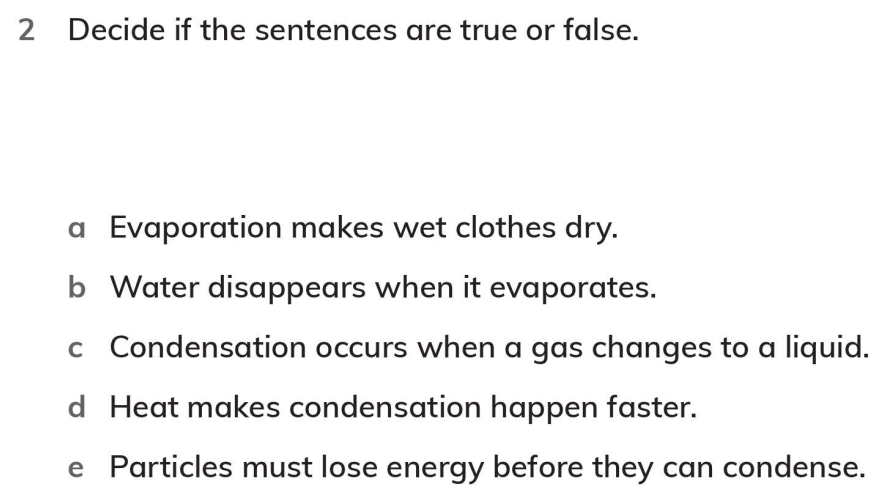 2 Decide if the sentences are true or false.
a Evaporation makes wet clothes dry.
b Water disappears when it evaporates.
c Condensation occurs when a gas changes to a liquid.
d Heat makes condensation happen faster.
e Particles must lose energy before they can condense.